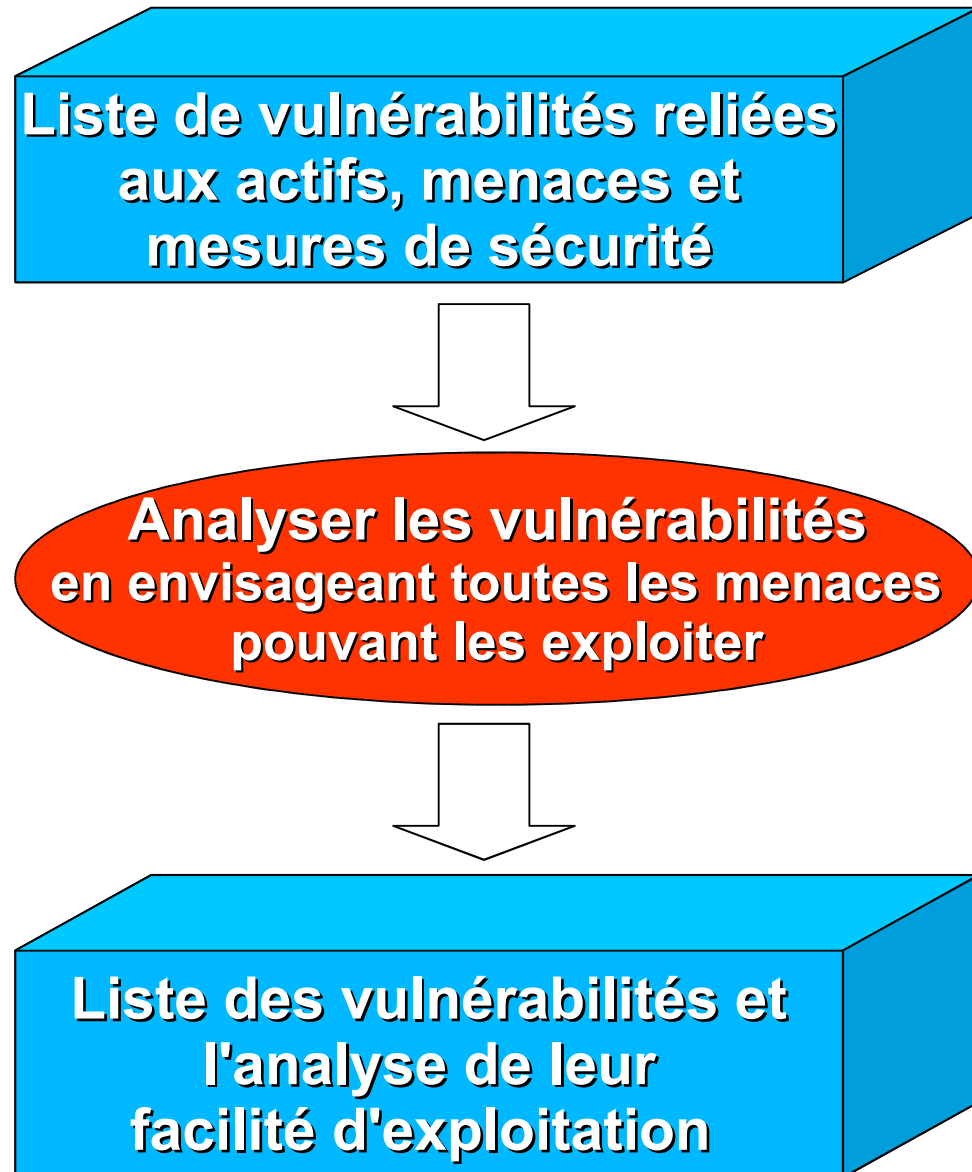 Liste de vulnérabilités reliées
aux actifs, menaces et
mesures de sécurité
Analyser les vulnérabilités
en envisageant toutes les menaces
pouvant les exploiter
Liste des vulnérabilités et
l'analyse de leur
facilité d'exploitation